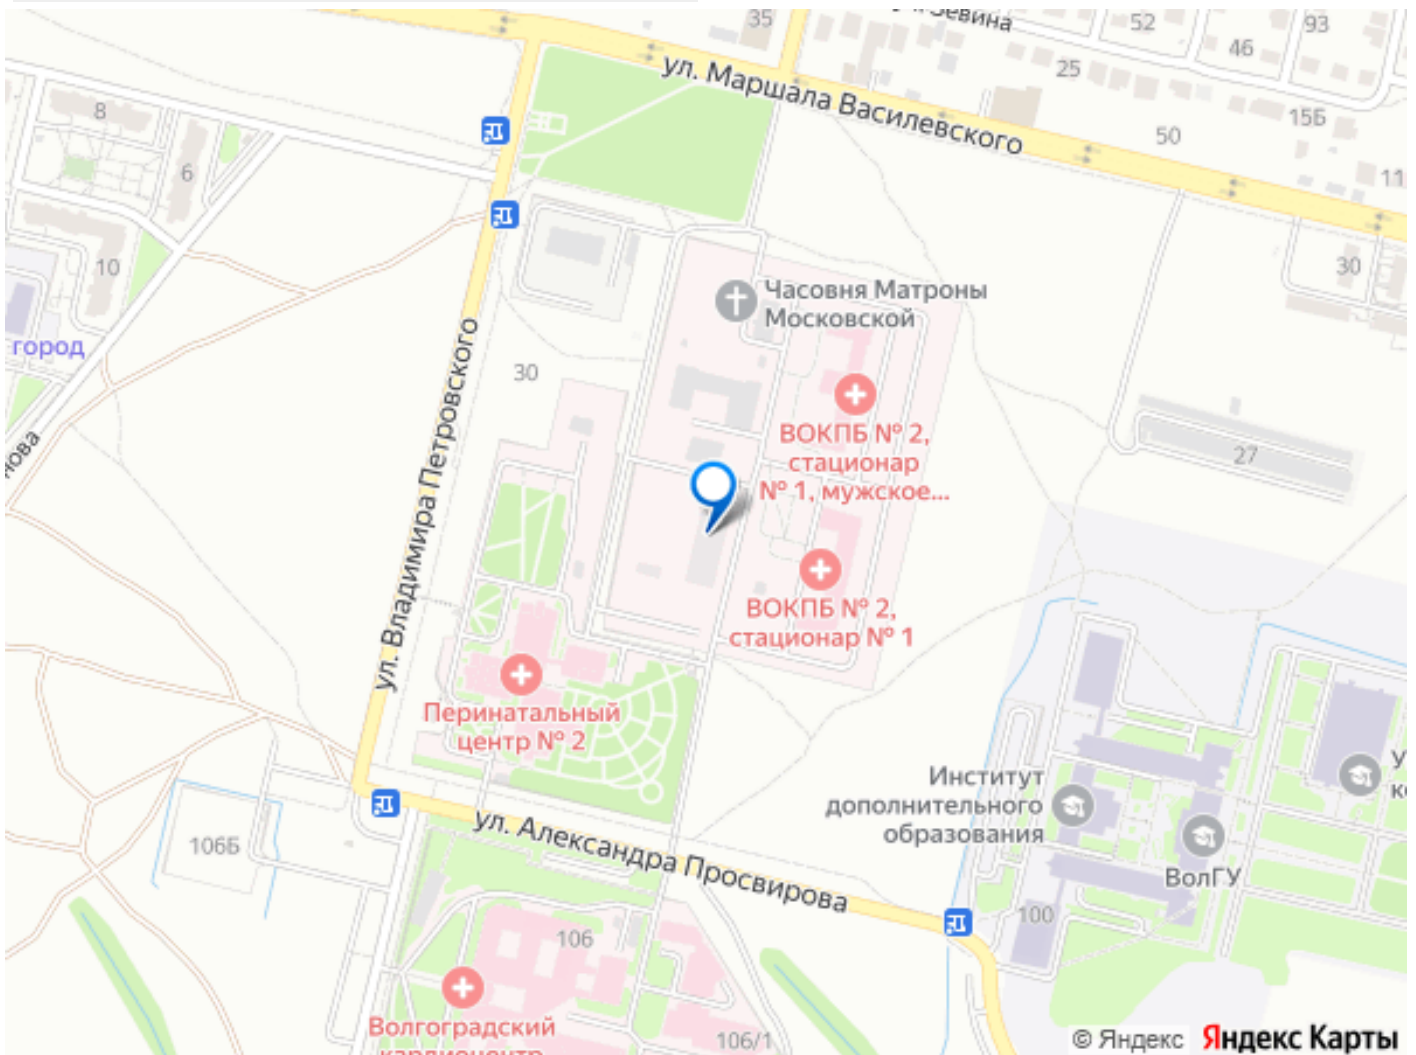 35
52
93
46
25
ул. Маршала Василевского
15Б
50
8
6
11
10
30
Часовня Матроны
Московской
город
30
ул. Владимира Петровского
ВОКПБ № 2,
стационар
№ 1, мужское...
27
ВОКПБ № 2,
стационар № 1
Перинатальный
центр № 2
Институт
дополнительного
образования
ул. Александра Просвирова
106Б
ВолГУ
100
106
Волгоградский
кардиоцентр
106/1
© Яндекс Яндекс Карты